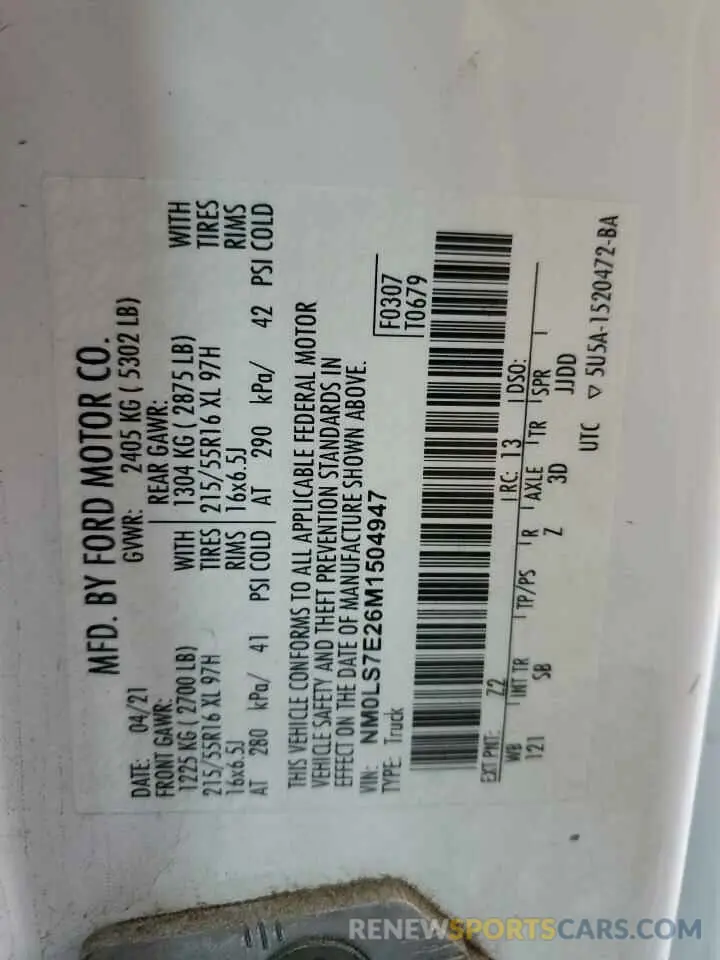 MFD. BY FORD MOTOR CO.
DATE: 04/21 GVWR: 2405 KG ( 5302 LB)
FRONT GAWR: REAR GAWR:
1225 KG ( 2700 LB) WITH 1304 KG ( 2875 LB) WITH
215/55R16 XL 97H TIRES 215/55R16 XL 97H TIRES
16x6.5J RIMS 16x6.5J RIMS
AT 280 kPa/ 41 PSI COLD AT 290 kPa/ 42 PSI COLD
THIS VEHICLE CONFORMS TO ALL APPLICABLE FEDERAL MOTOR
VEHICLE SAFETY AND THEFT PREVENTION STANDARDS IN
EFFECT ON THE DATE OF MANUFACTURE SHOWN ABOVE.
VIN: NM0LS7E26M1504947
TYPE: Truck
F0307
T0679
EXT PNT: Z2 RC: 13 DSO:
WB INT TR TP/PS R AXLE TR SPR
121 SB Z 3D JJDD
UTC ▽ 5U5A-1520472-BA
RENEWSPORTSCARS.COM